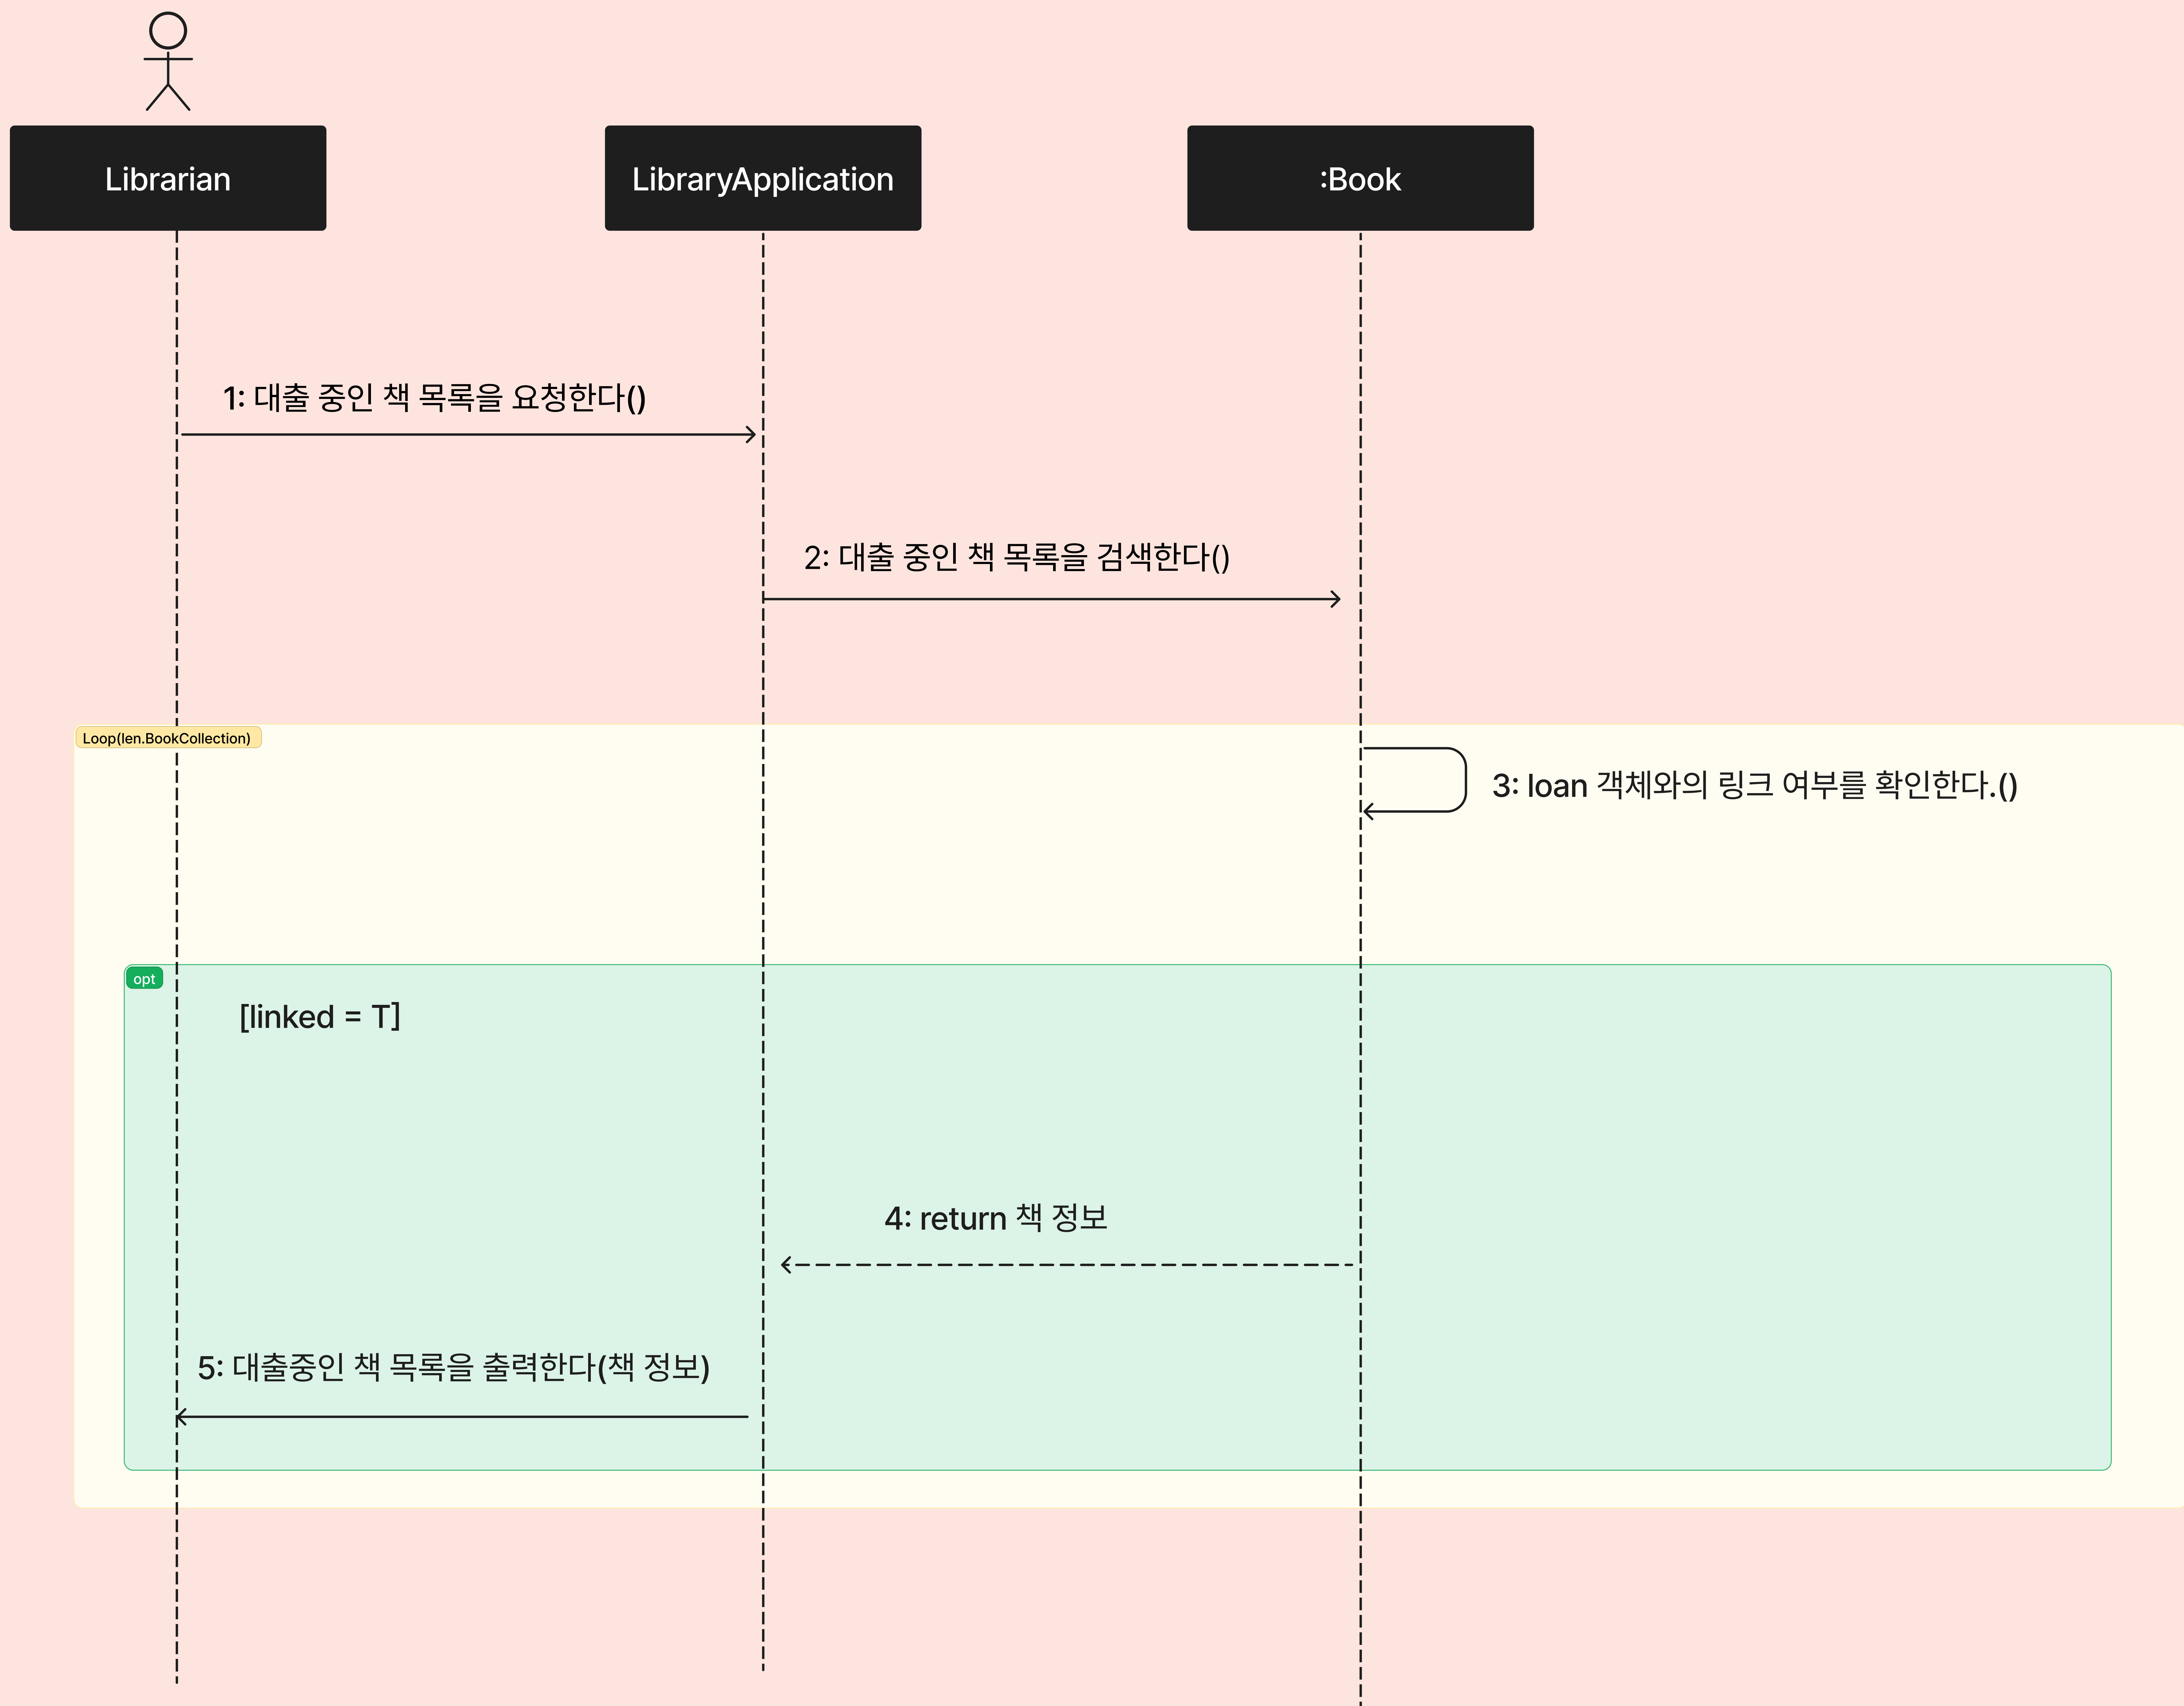 Librarian
LibraryApplication
:Book
1: 대출 중인 책 목록을 요청한다()
2: 대출 중인 책 목록을 검색한다()
Loop(len.BookCollection)
3: loan 객체와의 링크 여부를 확인한다.()
opt
[linked = T]
4: return 책 정보
5: 대출중인 책 목록을 출력한다(책 정보)